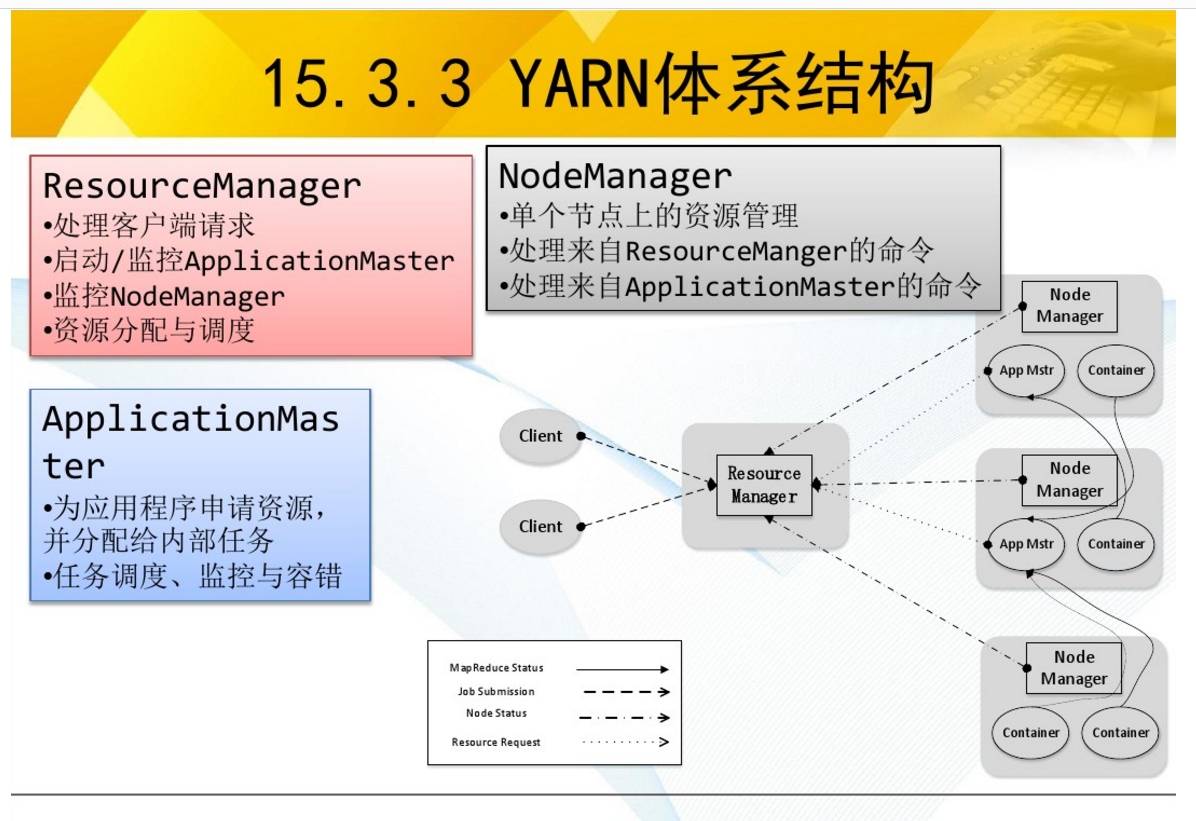 15.3.3 YARN体系结构
ResourceManager
•处理客户端请求
•启动/监控ApplicationMaster
•监控NodeManager
•资源分配与调度
NodeManager
•单个节点上的资源管理
•处理来自ResourceManger的命令
•处理来自ApplicationMaster的命令
ApplicationMas
ter
•为应用程序申请资源，
并分配给内部任务
•任务调度、监控与容错
Client
Client
Resource
Manager
Node
Manager
App Mstr
Container
Node
Manager
App Mstr
Container
Node
Manager
Container
Container
MapReduce Status
Job Submission
Node Status
Resource Request